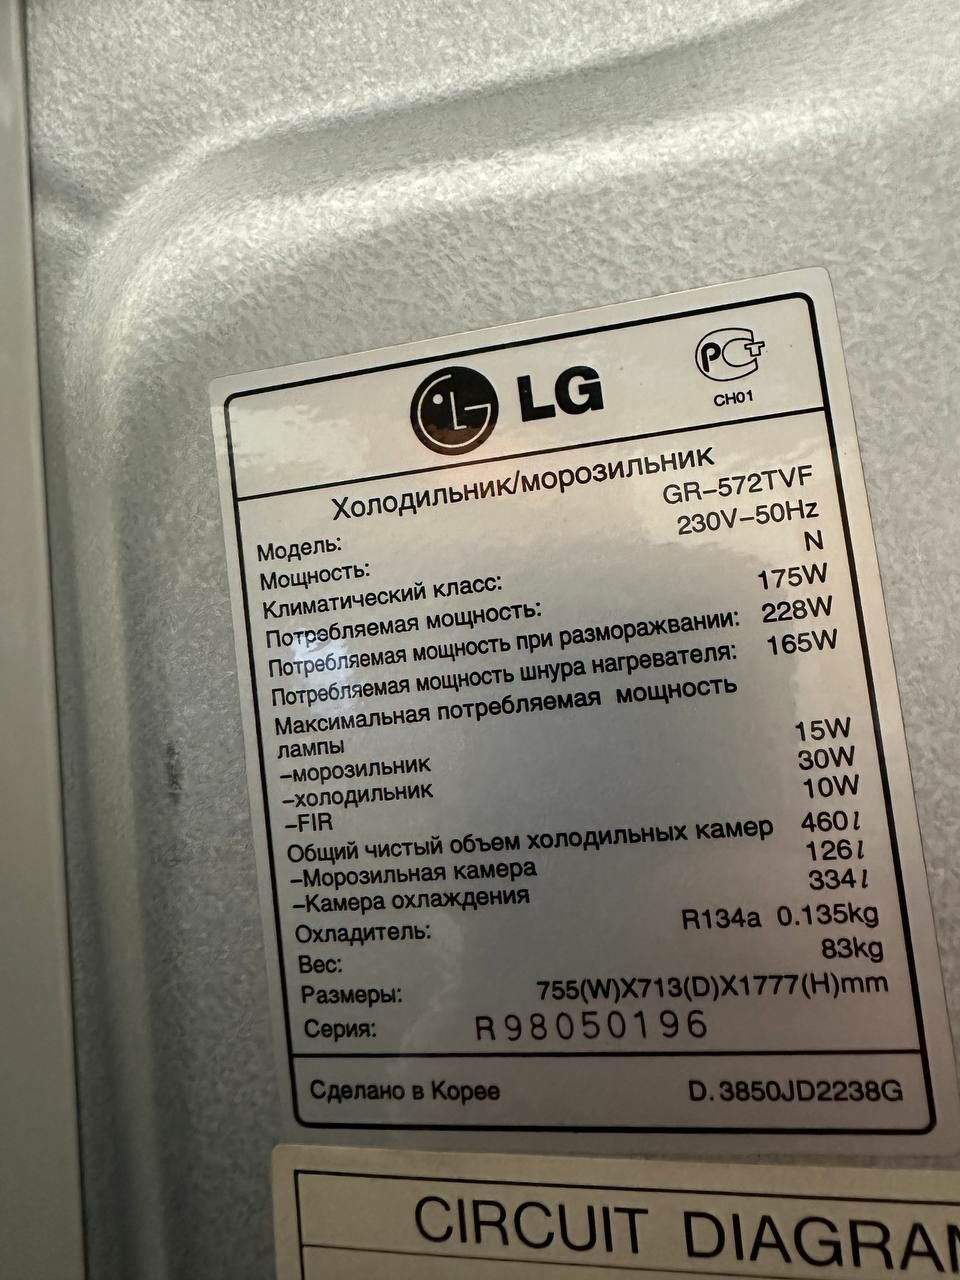 LG LG
PCT
CH01
Холодильник/морозильник
Модель: GR-572TVF
Мощность: 230V-50Hz
Климатический класс: N
Потребляемая мощность: 175W
Потребляемая мощность при разморажвании: 228W
Потребляемая мощность шнура нагревателя: 165W
Максимальная потребляемая мощность
лампы
-морозильник 15W
-холодильник 30W
-FIR 10W
Общий чистый объем холодильных камер 460l
-Морозильная камера 126l
-Камера охлаждения 334l
Охладитель: R134a 0.135kg
Вес: 83kg
Размеры: 755(W)X713(D)X1777(H)mm
Серия: R98050196
Сделано в Корее D.3850JD2238G
CIRCUIT DIAGRA